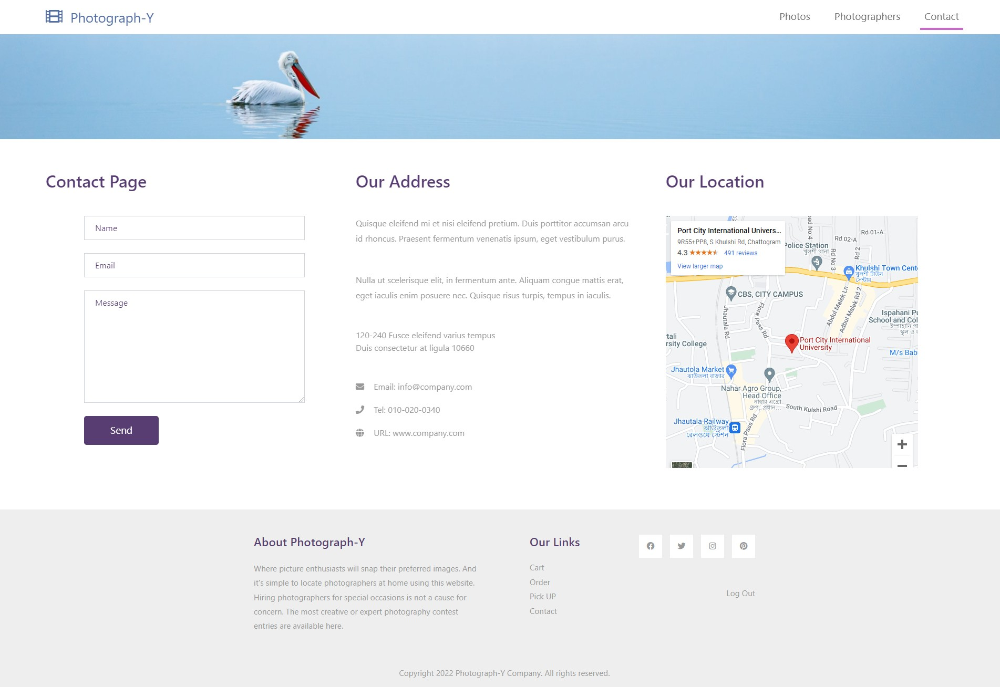 Photograph-Y
Photos
Photographers
Contact
Contact Page
Name
Email
Message
Send
Our Address
Quisque eleifend mi et nisi eleifend pretium. Duis porttitor accumsan arcu
id rhoncus. Praesent fermentum venenatis ipsum, eget vestibulum purus.
Nulla ut scelerisque elit, in fermentum ante. Aliquam congue mattis erat,
eget iaculis enim posuere nec. Quisque risus turpis, tempus in iaculis.
120-240 Fusce eleifend varius tempus
Duis consectetur at ligula 10660
Email: info@company.com
Tel: 010-020-0340
URL: www.company.com
Our Location
Port City International Univers...
9R55+PP8, S Khulshi Rd, Chattogram
4.3
491 reviews
View larger map
Police Station
খুলশী থানা
oad No.4
Rd 01-A
Rd 02-A
Rd No 3
Rd 2
Khulshi Town Cente
খুলশী টাউন
সেন্টার
CBS, CITY CAMPUS
Jhautala Rd
Flora Pass Rd
Abdul Malek Ln
Adbul Malek Rd 2
Ispahani Pu
School and Col
ইস্পাহানি পা
স্কুল ও ক
rtali
rsity College
Port City International
University
M/s Bab
Jhautola Market
ঝাউতলা বাজার
Nahar Agro Group,
Head Office
নাহার এগ্রো
গ্রুপ, প্রধান...
South Kulshi Road
Jhautala Railway
ঝাউতলা
রেলওয়ে স্টেশন
Flora Pass Rd
About Photograph-Y
Where picture enthusiasts will snap their preferred images. And
it's simple to locate photographers at home using this website.
Hiring photographers for special occasions is not a cause for
concern. The most creative or expert photography contest
entries are available here.
Our Links
Cart
Order
Pick UP
Contact
Log Out
Copyright 2022 Photograph-Y Company. All rights reserved.